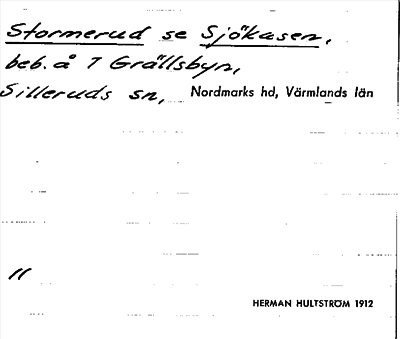 Stormerud se Sjökasen,
beb. å 7 Grällsbyn,
Silleruds sn, Nordmarks hd, Värmlands län
11
HERMAN HULTSTRÖM 1912